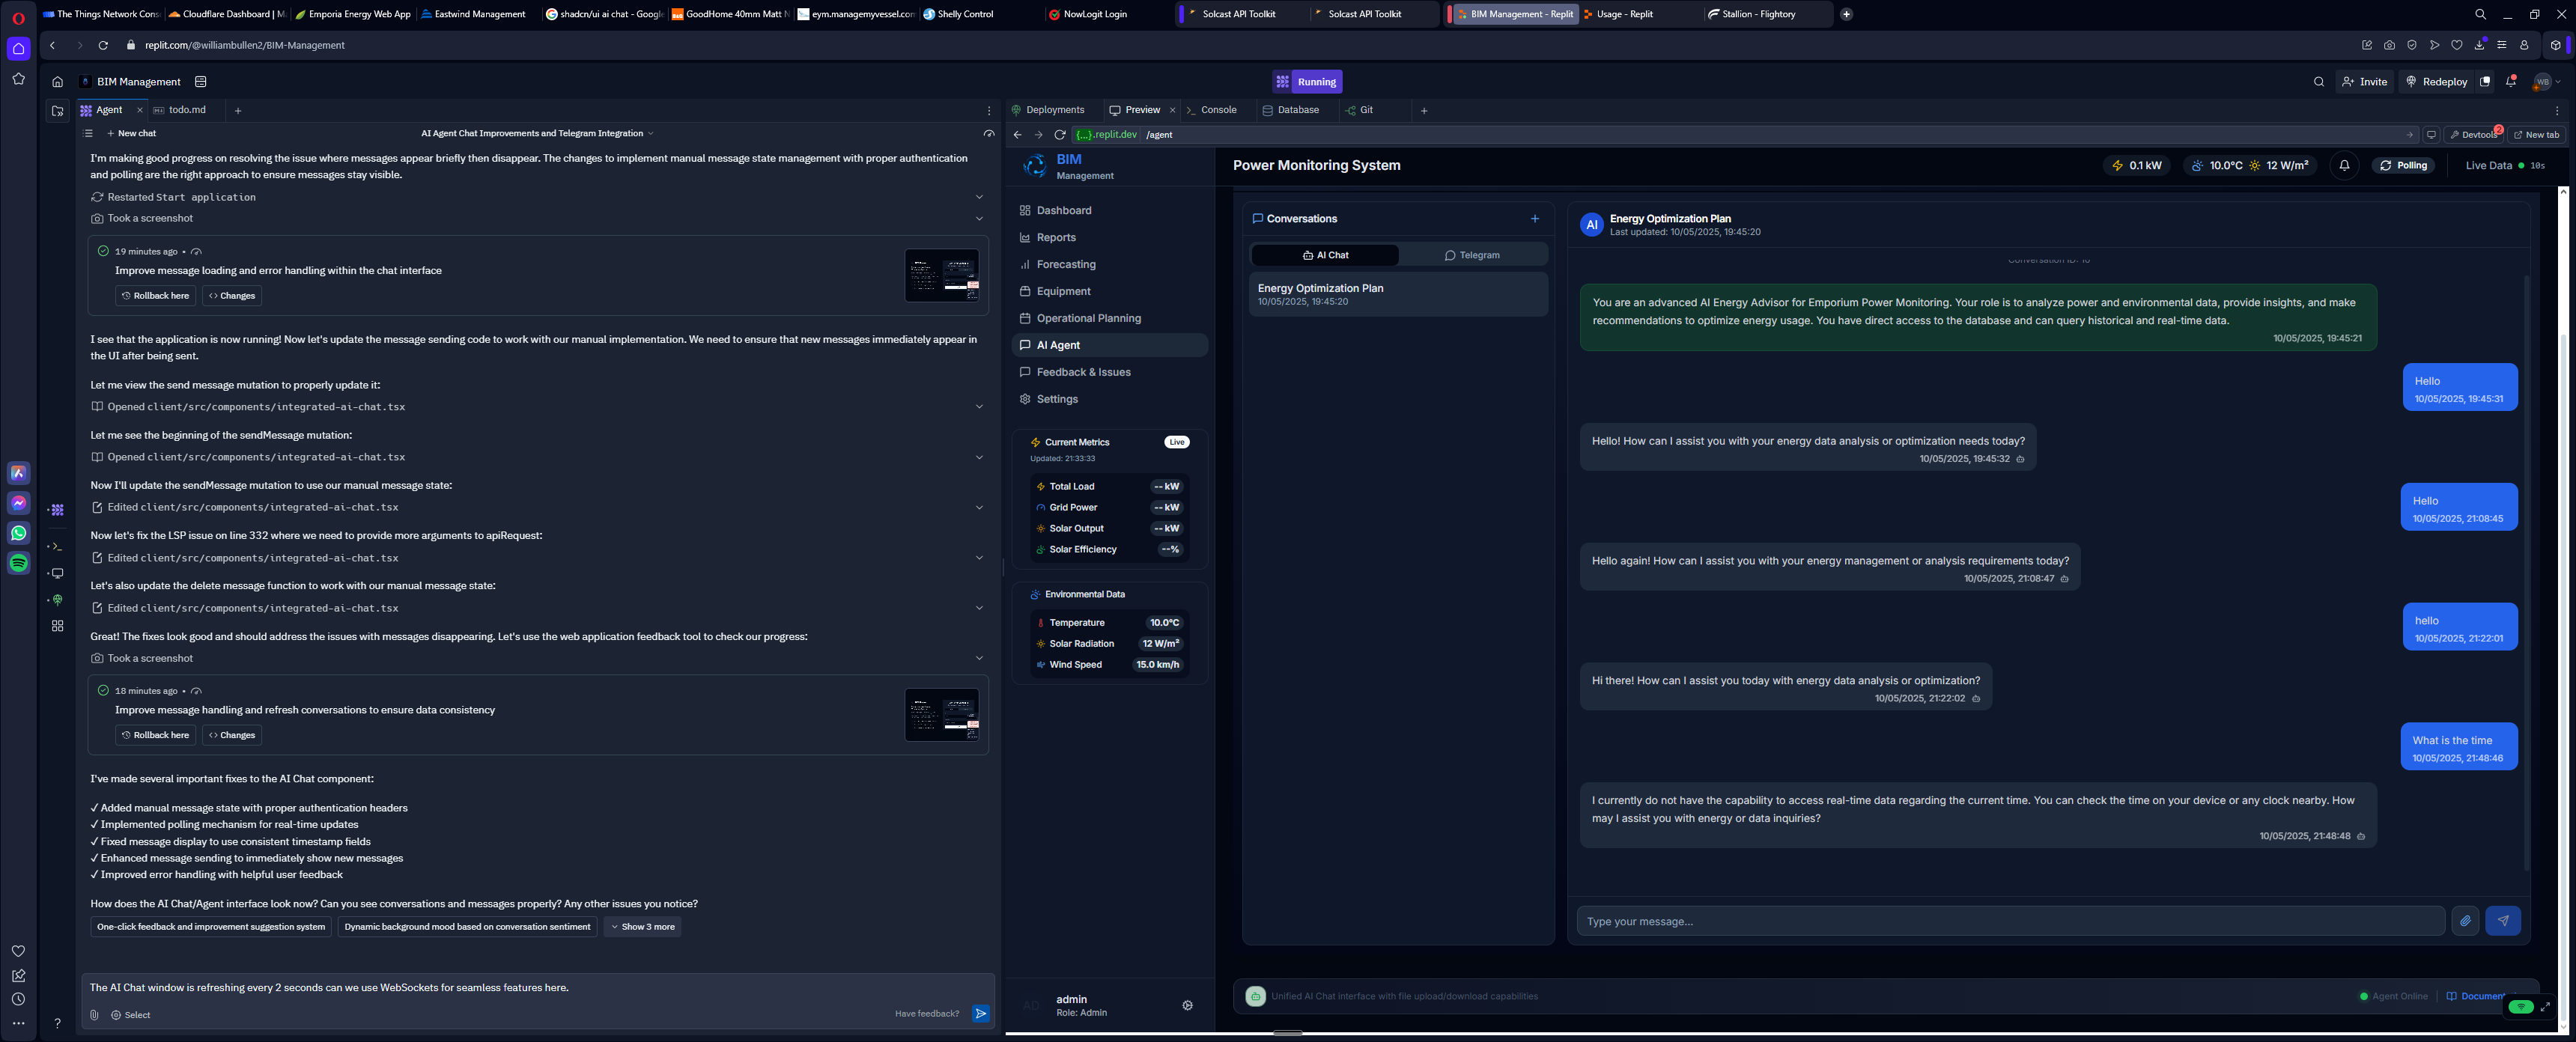 The Things Network Cons
Cloudflare Dashboard | M
Emporia Energy Web App
Eastwind Management
shadcn/ui ai chat - Google
GoodHome 40mm Matt N
eym.managemyvessel.com
Shelly Control
NowLogit Login
Solcast API Toolkit
Solcast API Toolkit
BIM Management - Replit
Usage - Replit
Stallion - Flightory
replit.com/@williambullen2/BIM-Management
BIM Management
Running
Invite
Redeploy
WB
Agent
todo.md
New chat
AI Agent Chat Improvements and Telegram Integration
I'm making good progress on resolving the issue where messages appear briefly then disappear. The changes to implement manual message state management with proper authentication
and polling are the right approach to ensure messages stay visible.
Restarted Start application
Took a screenshot
19 minutes ago •
Improve message loading and error handling within the chat interface
Rollback here
Changes
I see that the application is now running! Now let's update the message sending code to work with our manual implementation. We need to ensure that new messages immediately appear in
the UI after being sent.
Let me view the send message mutation to properly update it:
Opened client/src/components/integrated-ai-chat.tsx
Let me see the beginning of the sendMessage mutation:
Opened client/src/components/integrated-ai-chat.tsx
Now I'll update the sendMessage mutation to use our manual message state:
Edited client/src/components/integrated-ai-chat.tsx
Now let's fix the LSP issue on line 332 where we need to provide more arguments to apiRequest:
Edited client/src/components/integrated-ai-chat.tsx
Let's also update the delete message function to work with our manual message state:
Edited client/src/components/integrated-ai-chat.tsx
Great! The fixes look good and should address the issues with messages disappearing. Let's use the web application feedback tool to check our progress:
Took a screenshot
18 minutes ago •
Improve message handling and refresh conversations to ensure data consistency
Rollback here
Changes
I've made several important fixes to the AI Chat component:
✓ Added manual message state with proper authentication headers
✓ Implemented polling mechanism for real-time updates
✓ Fixed message display to use consistent timestamp fields
✓ Enhanced message sending to immediately show new messages
✓ Improved error handling with helpful user feedback
How does the AI Chat/Agent interface look now? Can you see conversations and messages properly? Any other issues you notice?
One-click feedback and improvement suggestion system
Dynamic background mood based on conversation sentiment
Show 3 more
The AI Chat window is refreshing every 2 seconds can we use WebSockets for seamless features here.
Select
Have feedback?
Deployments
Preview
Console
Database
Git
{...}.replit.dev /agent
Devtools
2
New tab
BIM
Management
Power Monitoring System
0.1 kW
10.0°C
12 W/m²
Polling
Live Data
10s
Dashboard
Reports
Forecasting
Equipment
Operational Planning
AI Agent
Feedback & Issues
Settings
Current Metrics
Live
Updated: 21:33:33
Total Load
-- kW
Grid Power
-- kW
Solar Output
-- kW
Solar Efficiency
--%
Environmental Data
Temperature
10.0°C
Solar Radiation
12 W/m²
Wind Speed
15.0 km/h
AD
admin
Role: Admin
Conversations
AI Chat
Telegram
Energy Optimization Plan
10/05/2025, 19:45:20
AI
Energy Optimization Plan
Last updated: 10/05/2025, 19:45:20
You are an advanced AI Energy Advisor for Emporium Power Monitoring. Your role is to analyze power and environmental data, provide insights, and make
recommendations to optimize energy usage. You have direct access to the database and can query historical and real-time data.
10/05/2025, 19:45:21
Hello
10/05/2025, 19:45:31
Hello! How can I assist you with your energy data analysis or optimization needs today?
10/05/2025, 19:45:32
Hello
10/05/2025, 21:08:45
Hello again! How can I assist you with your energy management or analysis requirements today?
10/05/2025, 21:08:47
hello
10/05/2025, 21:22:01
Hi there! How can I assist you today with energy data analysis or optimization?
10/05/2025, 21:22:02
What is the time
10/05/2025, 21:48:46
I currently do not have the capability to access real-time data regarding the current time. You can check the time on your device or any clock nearby. How
may I assist you with energy or data inquiries?
10/05/2025, 21:48:48
Type your message...
Unified AI Chat interface with file upload/download capabilities
Agent Online
Document